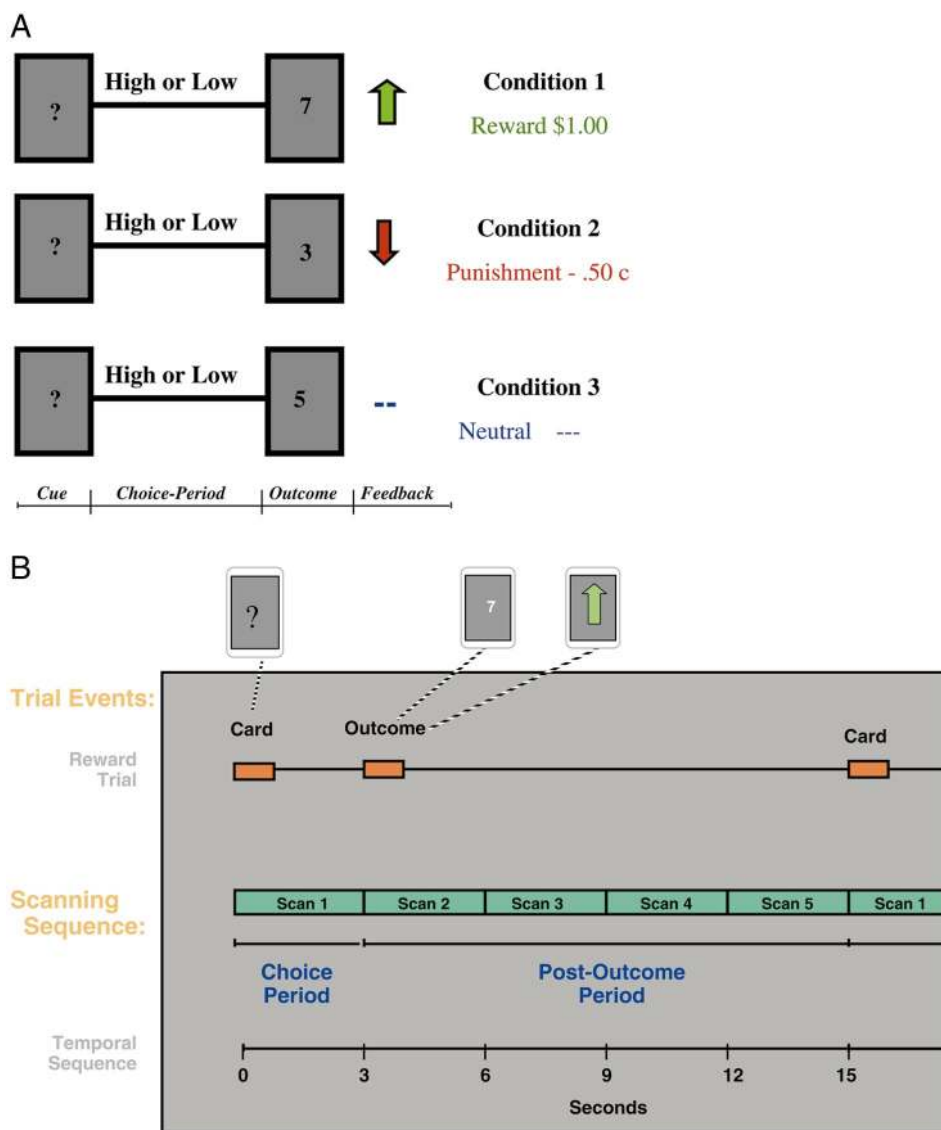 A
? High or Low 7 Condition 1
Reward $1.00
? High or Low 3 Condition 2
Punishment - .50 c
? High or Low 5 -- Condition 3
Neutral ---
Cue Choice-Period Outcome Feedback
B
? 7
Trial Events:
Card Outcome Card
Reward
Trial
Scanning
Sequence:
Scan 1 Scan 2 Scan 3 Scan 4 Scan 5 Scan 1
Choice
Period
Post-Outcome
Period
Temporal
Sequence
0 3 6 9 12 15
Seconds